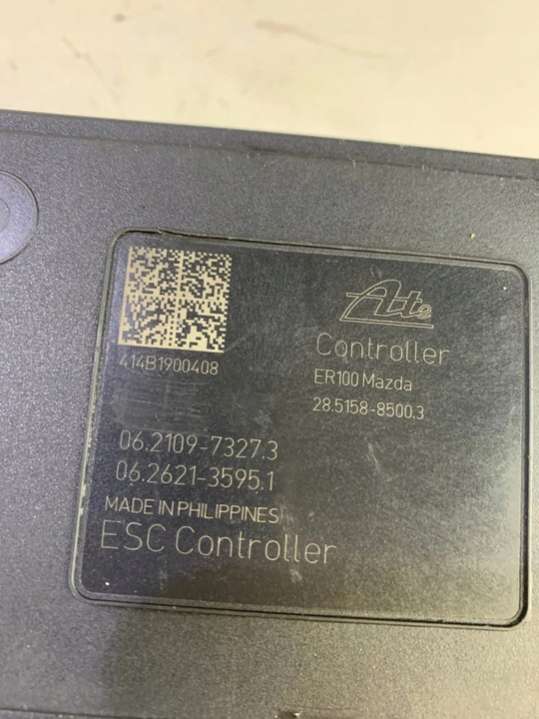 Ate
414B1900408
Controller
ER100 Mazda
28.5158-8500.3
06.2109-7327.3
06.2621-3595.1
MADE IN PHILIPPINES
ESC Controller